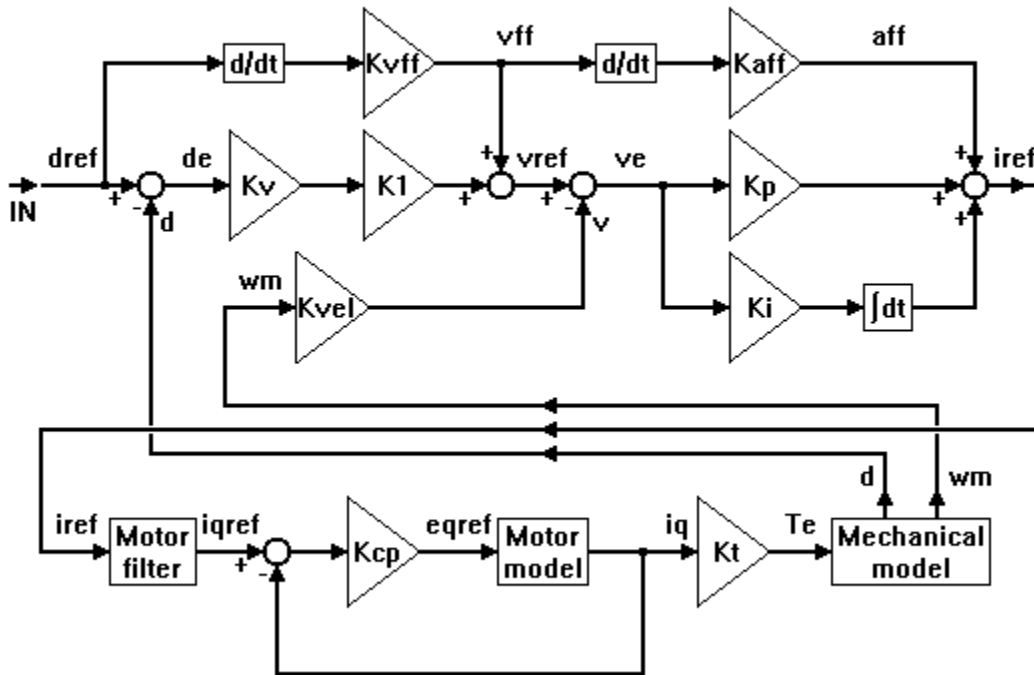 vff
aff
d/dt
Kvff
d/dt
Kaff
+
+
dref
de
vref
ve
iref
IN
+
-
d
Kv
K1
+
+
-
v
Kp
+
+
wm
Kvel
Ki
∫dt
d
wm
iref
Motor
filter
iqref
+
-
Kcp
eqref
Motor
model
iq
Kt
Te
Mechanical
model